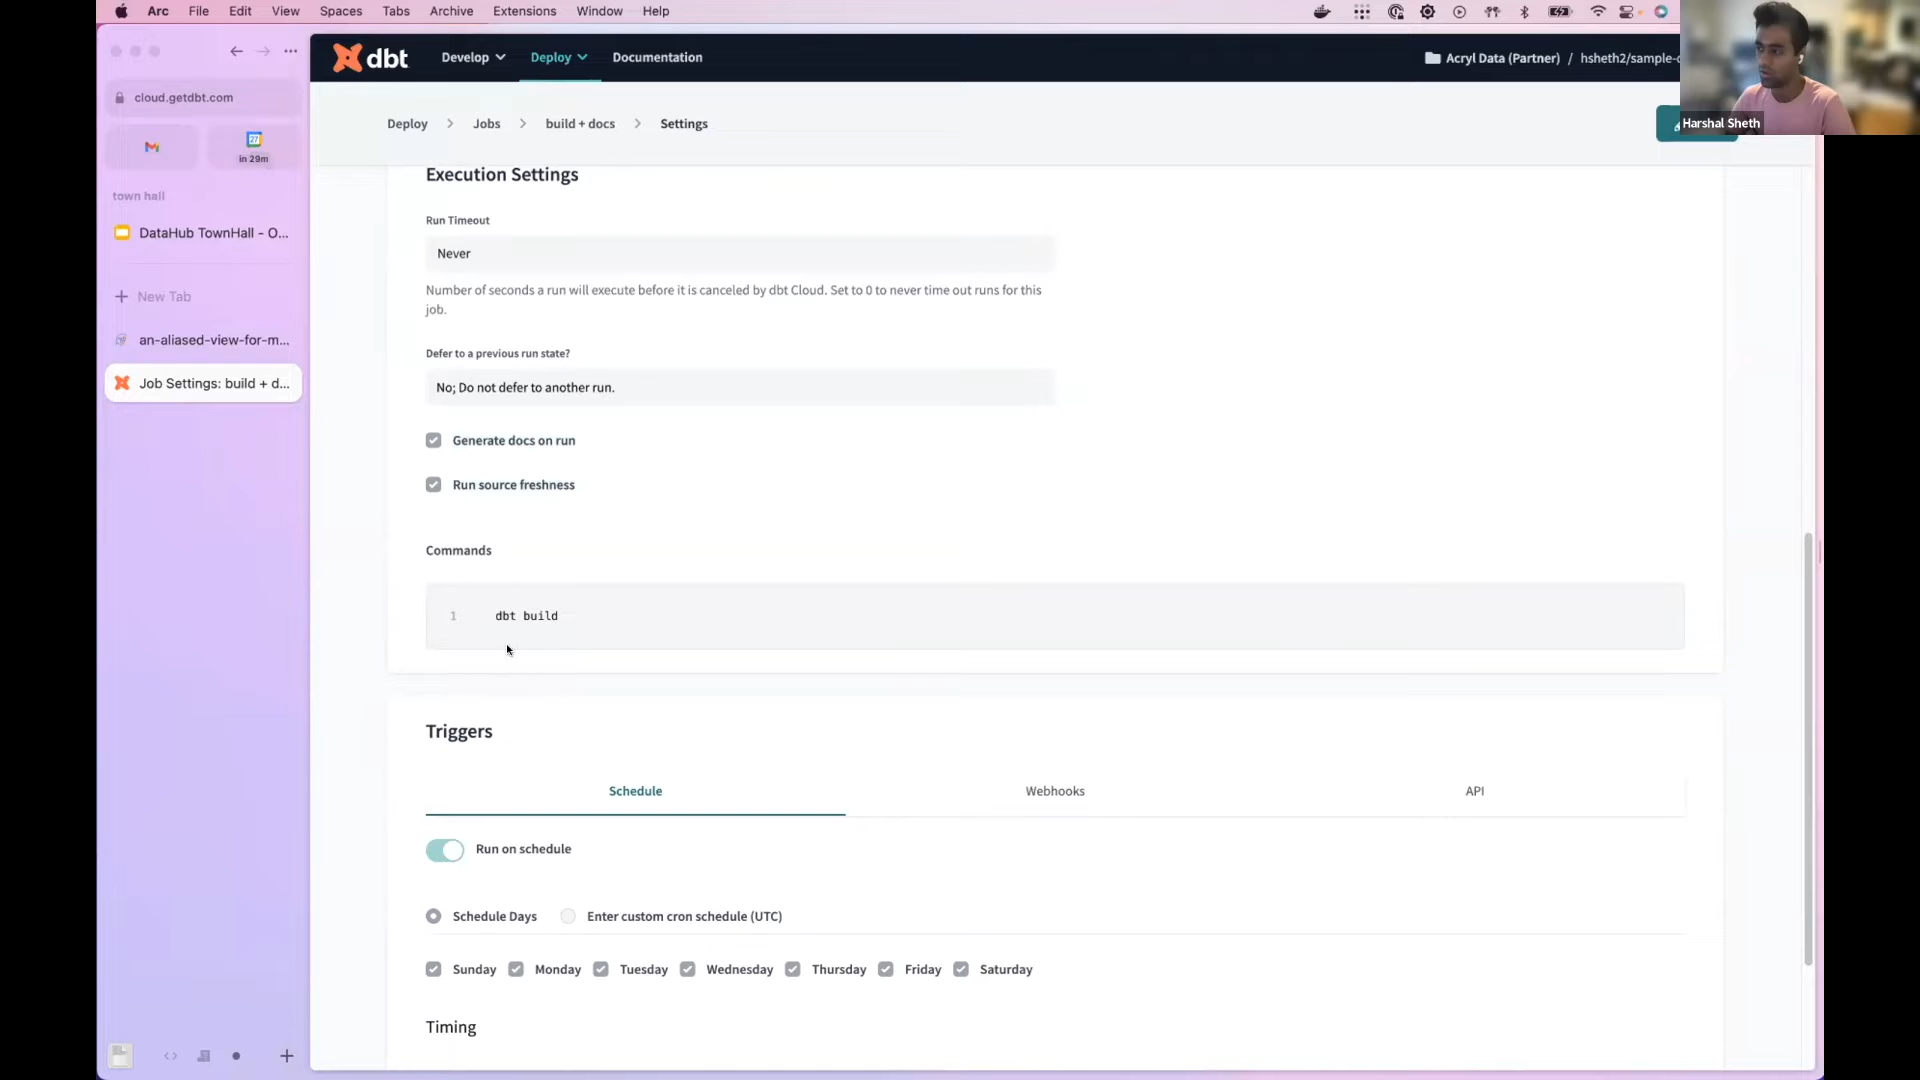 Arc File Edit View Spaces Tabs Archive Extensions Window Help
cloud.getdbt.com
27
in 29m
town hall
DataHub TownHall - O...
New Tab
an-aliased-view-for-m...
Job Settings: build + d...
dbt Develop Deploy Documentation
Acryl Data (Partner) / hsheth2/sample-
Harshal Sheth
Deploy > Jobs > build + docs > Settings
Execution Settings
Run Timeout
Never
Number of seconds a run will execute before it is canceled by dbt Cloud. Set to 0 to never time out runs for this
job.
Defer to a previous run state?
No; Do not defer to another run.
Generate docs on run
Run source freshness
Commands
1 dbt build
Triggers
Schedule Webhooks API
Run on schedule
Schedule Days Enter custom cron schedule (UTC)
Sunday Monday Tuesday Wednesday Thursday Friday Saturday
Timing